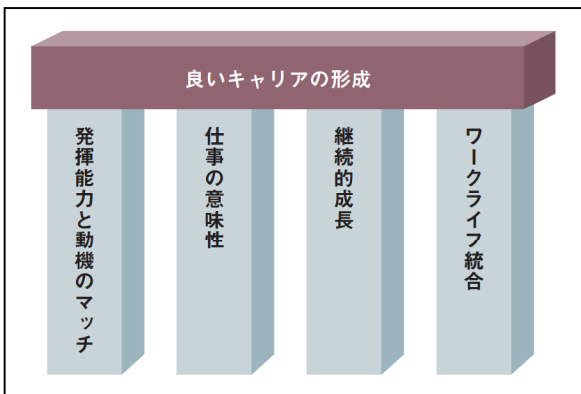 良いキャリアの形成
発揮能力と動機のマッチ
仕事の意味性
継続的成長
ワークライフ統合